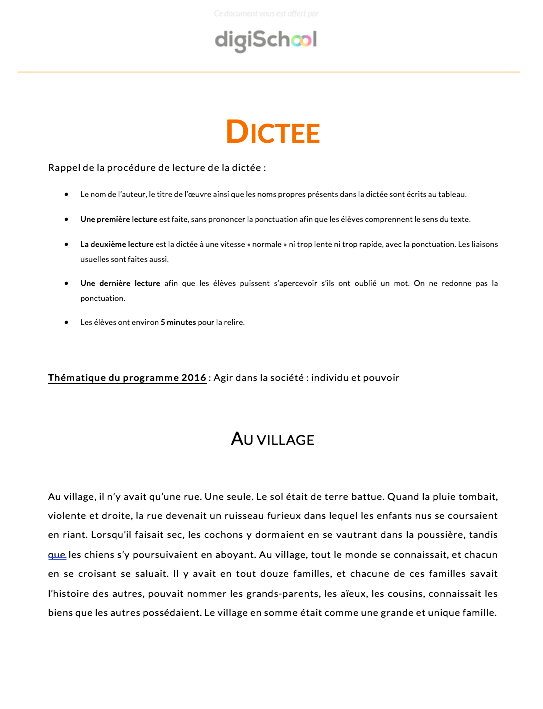 Ce document vous est offert par
digiSchool
DICTEE
Rappel de la procédure de lecture de la dictée :
• Le nom de l'auteur, le titre de l'œuvre ainsi que les noms propres présents dans la dictée sont écrits au tableau.
• Une première lecture est faite, sans prononcer la ponctuation afin que les élèves comprennent le sens du texte.
• La deuxième lecture est la dictée à une vitesse « normale » ni trop lente ni trop rapide, avec la ponctuation. Les liaisons
usuelles sont faites aussi.
• Une dernière lecture afin que les élèves puissent s'apercevoir s'ils ont oublié un mot. On ne redonne pas la
ponctuation.
• Les élèves ont environ 5 minutes pour la relire.
Thématique du programme 2016 : Agir dans la société : individu et pouvoir
AU VILLAGE
Au village, il n'y avait qu'une rue. Une seule. Le sol était de terre battue. Quand la pluie tombait,
violente et droite, la rue devenait un ruisseau furieux dans lequel les enfants nus se coursaient
en riant. Lorsqu'il faisait sec, les cochons y dormaient en se vautrant dans la poussière, tandis
que les chiens s'y poursuivaient en aboyant. Au village, tout le monde se connaissait, et chacun
en se croisant se saluait. Il y avait en tout douze familles, et chacune de ces familles savait
l'histoire des autres, pouvait nommer les grands-parents, les aïeux, les cousins, connaissait les
biens que les autres possédaient. Le village en somme était comme une grande et unique famille.